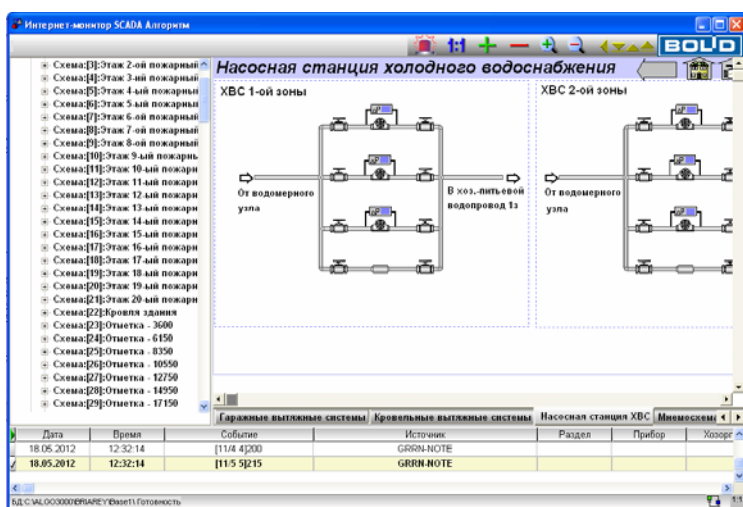 Интернет-монитор SCADA Алгоритм
1:1
BOLID
Схема:[3]:Этаж 2-ой пожарный
Схема:[4]:Этаж 3-ий пожарный
Схема:[5]:Этаж 4-ый пожарный
Схема:[6]:Этаж 5-ый пожарный
Схема:[7]:Этаж 6-ой пожарный
Схема:[8]:Этаж 7-ой пожарный
Схема:[9]:Этаж 8-ой пожарный
Схема:[10]:Этаж 9-ый пожарнь
Схема:[11]:Этаж 10-ый пожарн
Схема:[12]:Этаж 11-ый пожарн
Схема:[13]:Этаж 12-ый пожарн
Схема:[14]:Этаж 13-ый пожарн
Схема:[15]:Этаж 14-ый пожарн
Схема:[16]:Этаж 15-ый пожарн
Схема:[17]:Этаж 16-ый пожарн
Схема:[18]:Этаж 17-ый пожарн
Схема:[19]:Этаж 18-ый пожарн
Схема:[20]:Этаж 19-ый пожарн
Схема:[21]:Этаж 20-ый пожарн
Схема:[22]:Кровля здания
Схема:[23]:Отметка - 3600
Схема:[24]:Отметка - 6150
Схема:[25]:Отметка - 8350
Схема:[26]:Отметка - 10550
Схема:[27]:Отметка - 12750
Схема:[28]:Отметка - 14950
Схема:[29]:Отметка - 17150
Насосная станция холодного водоснабжения
ХВС 1-ой зоны
От водомерного
узла
В хоз.-питьевой
водопровод 1з
ХВС 2-ой зоны
От водомерного
узла
Гаражные вытяжные системы Кровельные вытяжные системы Насосная станция ХВС Мнемосхема
Дата Время Событие Источник Раздел Прибор Хозорг
18.05.2012 12:32:14 [11/4 4]200 GRRN-NOTE
18.05.2012 12:32:14 [11/5 5]215 GRRN-NOTE
БД:C:\ALGO3000\BRIAREY\Base1\ Готовность
1:1